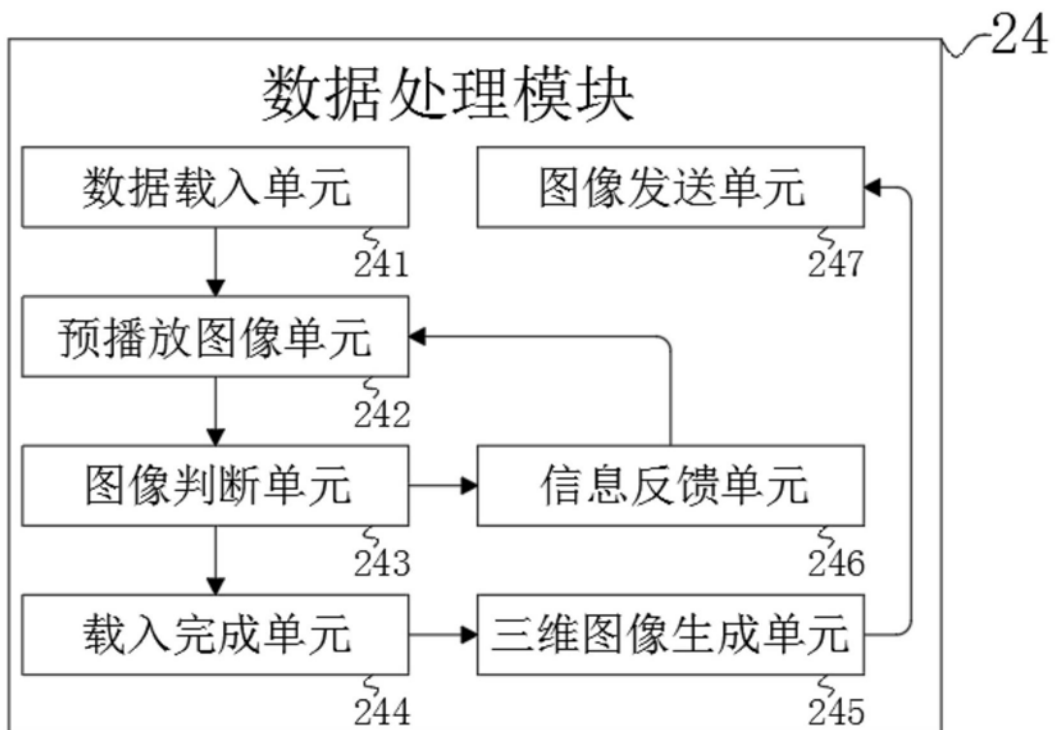 24
数据处理模块
数据载入单元
241
图像发送单元
247
预播放图像单元
242
图像判断单元
243
信息反馈单元
246
载入完成单元
244
三维图像生成单元
245